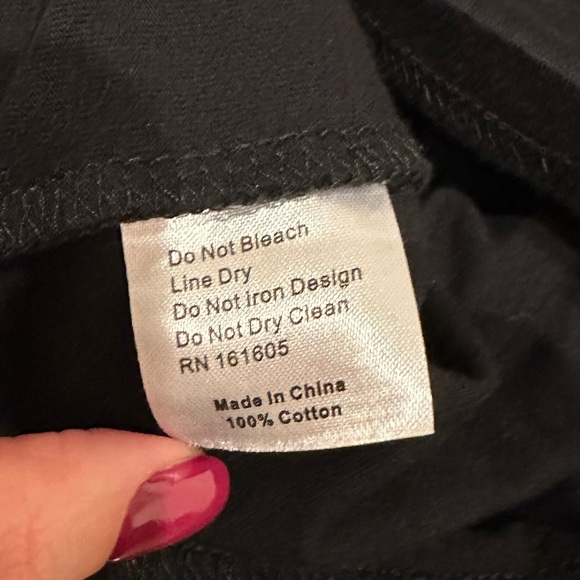 Do Not Bleach
Line Dry
Do Not Iron Design
Do Not Dry Clean
RN 161605
Made In China
100% Cotton